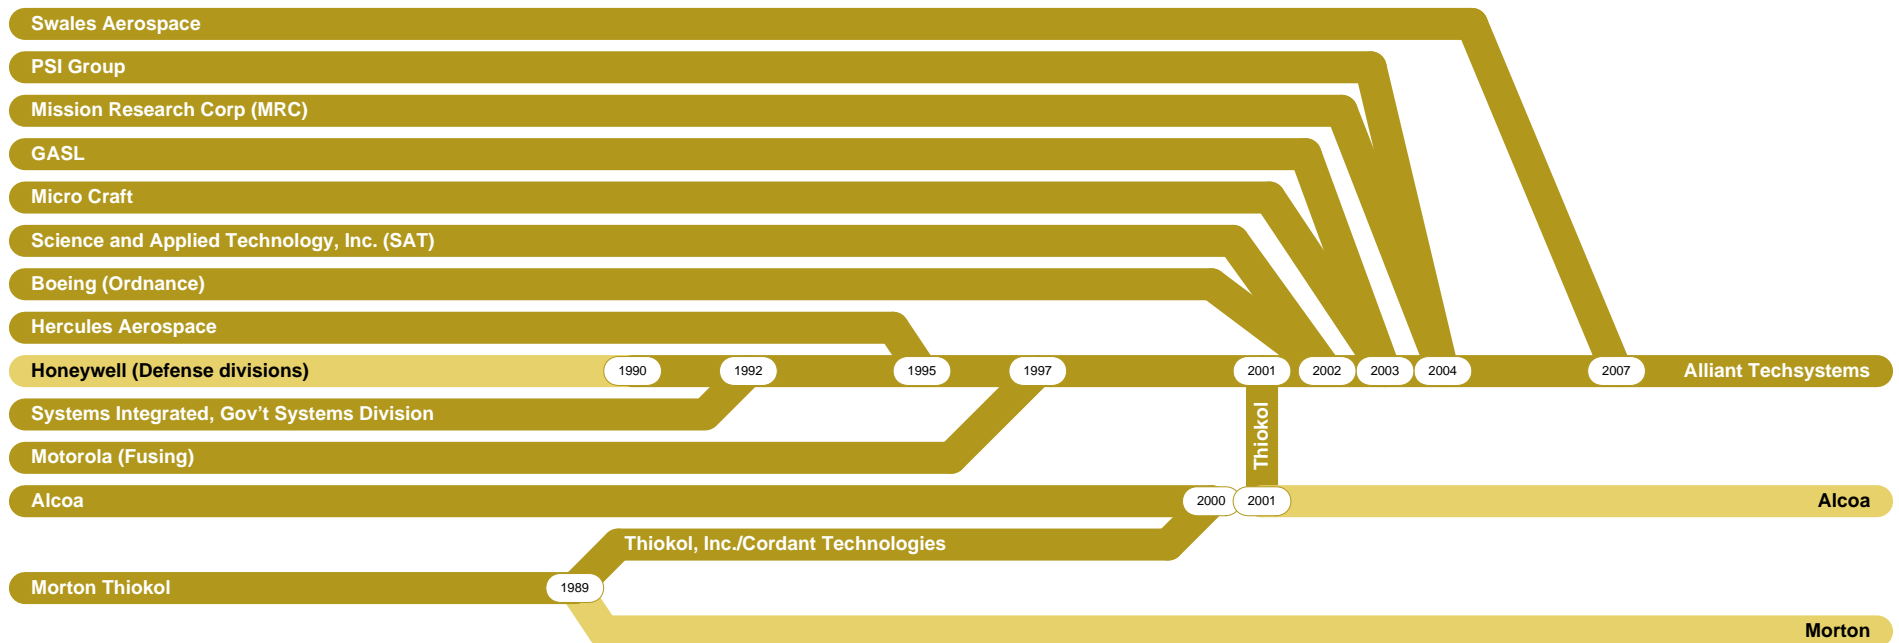 Swales Aerospace
PSI Group
Mission Research Corp (MRC)
GASL
Micro Craft
Science and Applied Technology, Inc. (SAT)
Boeing (Ordnance)
Hercules Aerospace
Honeywell (Defense divisions) 1990 1992 1995 1997 2001 2002 2003 2004 2007 Alliant Techsystems
Systems Integrated, Gov't Systems Division
Thiokol
Motorola (Fusing)
Alcoa 2000 2001 Alcoa
Thiokol, Inc./Cordant Technologies
Morton Thiokol 1989
Morton